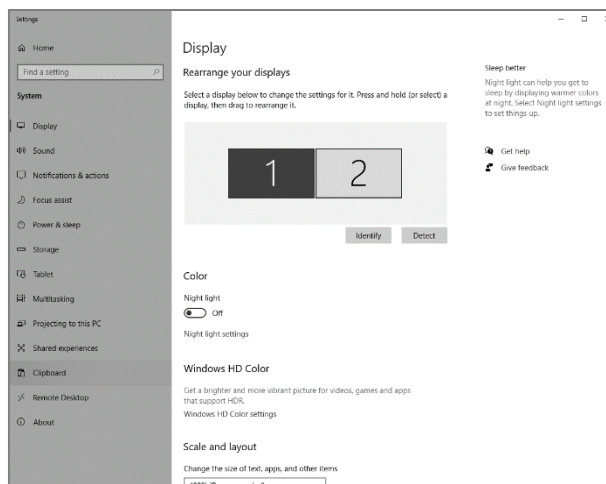 Settings
Home
Find a setting
System
Display
Sound
Notifications & actions
Focus assist
Power & sleep
Storage
Tablet
Multitasking
Projecting to this PC
Shared experiences
Clipboard
Remote Desktop
About
Display
Rearrange your displays
Select a display below to change the settings for it. Press and hold (or select) a
display, then drag to rearrange it.
1
2
Identify
Detect
Color
Night light
Off
Night light settings
Windows HD Color
Get a brighter and more vibrant picture for videos, games and apps
that support HDR.
Windows HD Color settings
Scale and layout
Change the size of text, apps, and other items
Sleep better
Night light can help you get to
sleep by displaying warmer colors
at night. Select Night light settings
to set things up.
Get help
Give feedback